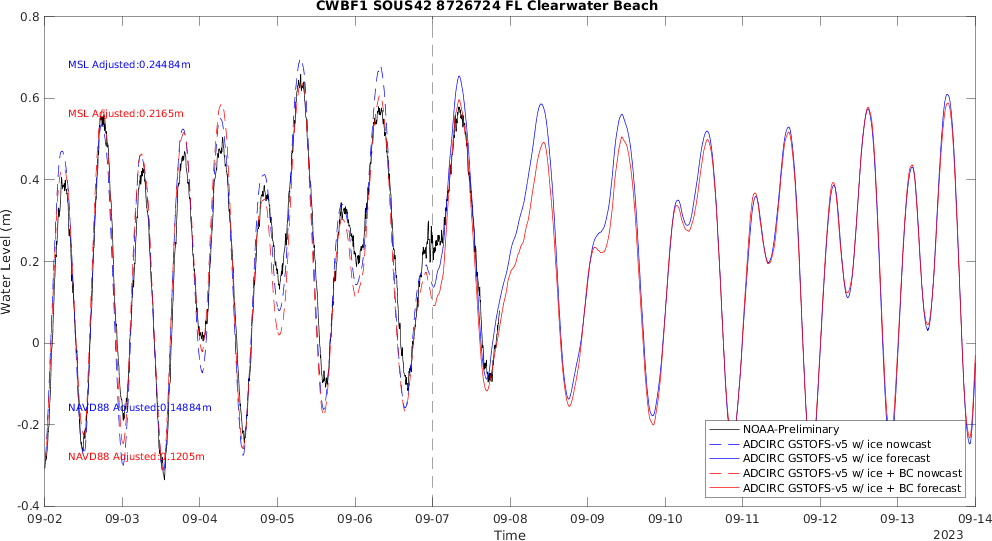 CWBF1 SOUS42 8726724 FL Clearwater Beach
0.8
0.6
0.4
0.2
0
-0.2
-0.4
Water Level (m)
MSL Adjusted:0.24484m
MSL Adjusted:0.2165m
NAVD88 Adjusted:0.14884m
NAVD88 Adjusted:0.1205m
NOAA-Preliminary
ADCIRC GSTOFS-v5 w/ ice nowcast
ADCIRC GSTOFS-v5 w/ ice forecast
ADCIRC GSTOFS-v5 w/ ice + BC nowcast
ADCIRC GSTOFS-v5 w/ ice + BC forecast
09-02 09-03 09-04 09-05 09-06 09-07 09-08 09-09 09-10 09-11 09-12 09-13 09-14
Time
2023